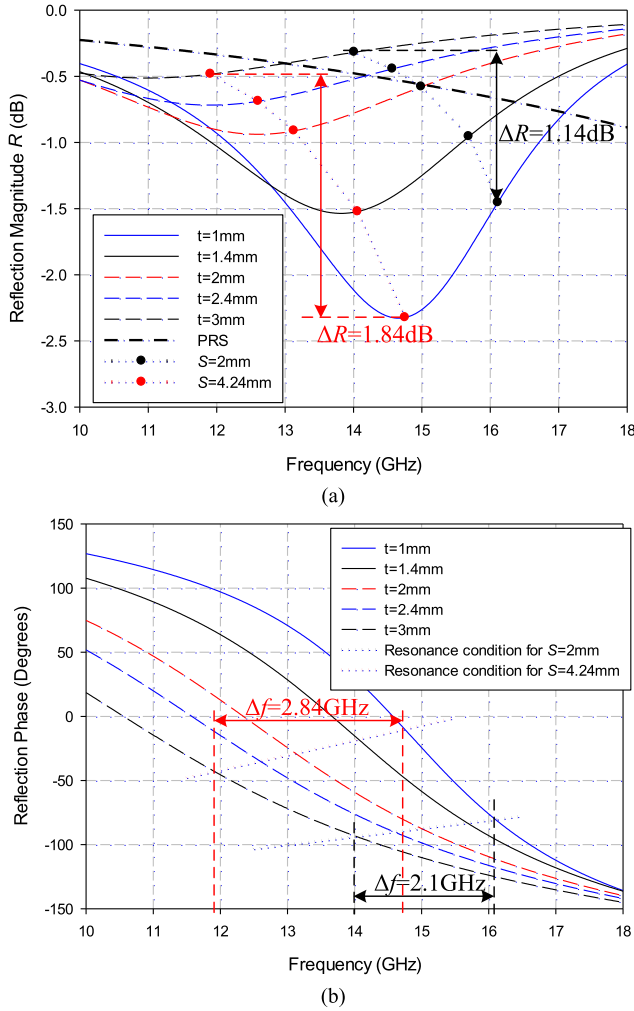 0.0
-0.5
-1.0
-1.5
-2.0
-2.5
-3.0
Reflection Magnitude R (dB)
ΔR=1.14dB
ΔR=1.84dB
t=1mm
t=1.4mm
t=2mm
t=2.4mm
t=3mm
PRS
S=2mm
S=4.24mm
10 11 12 13 14 15 16 17 18
Frequency (GHz)
(a)
150
100
50
0
-50
-100
-150
Reflection Phase (Degrees)
t=1mm
t=1.4mm
t=2mm
t=2.4mm
t=3mm
Resonance condition for S=2mm
Resonance condition for S=4.24mm
Δf=2.84GHz
Δf=2.1GHz
10 11 12 13 14 15 16 17 18
Frequency (GHz)
(b)